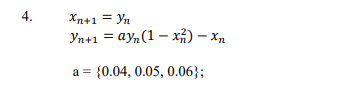 4. xₙ₊₁ = yₙ
yₙ₊₁ = ayₙ(1 − xₙ²) − xₙ
a = {0.04, 0.05, 0.06};